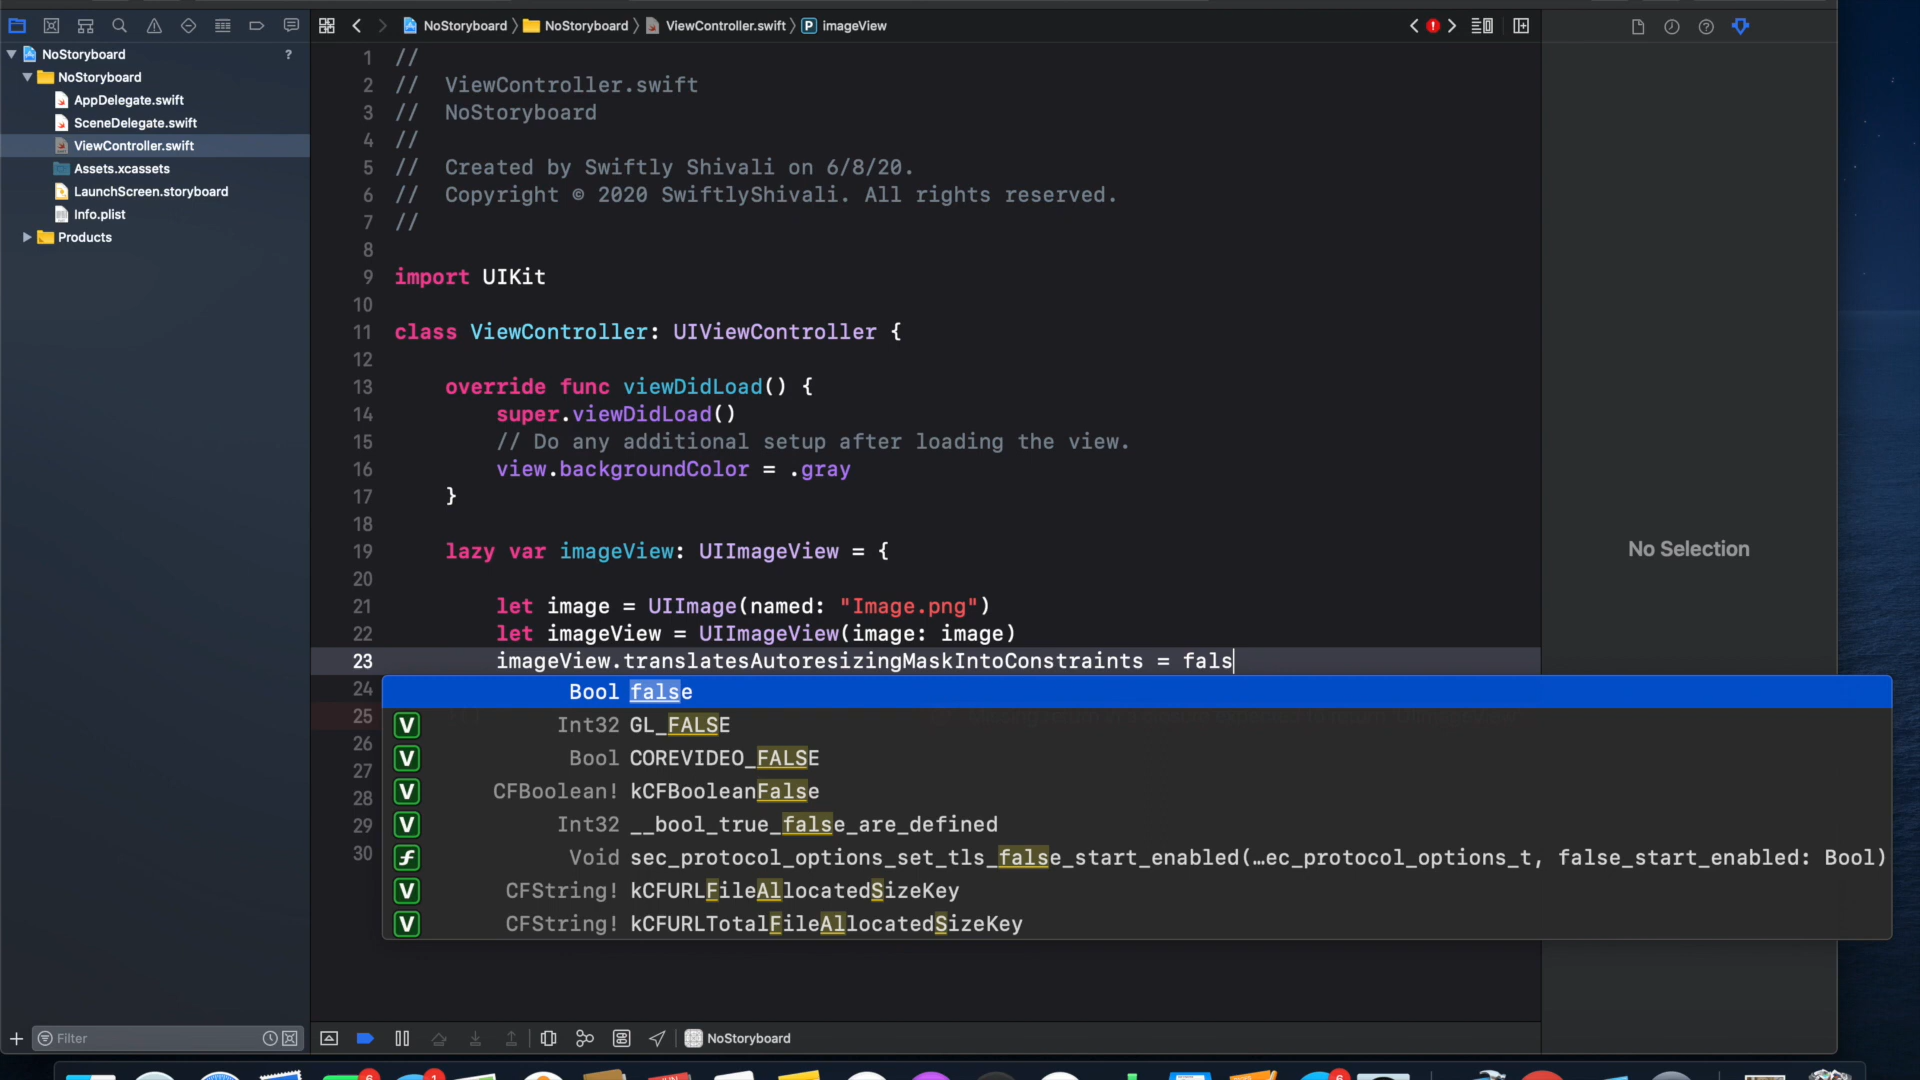 NoStoryboard
NoStoryboard
ViewController.swift
imageView
NoStoryboard
?
NoStoryboard
AppDelegate.swift
SceneDelegate.swift
ViewController.swift
Assets.xcassets
LaunchScreen.storyboard
Info.plist
Products
1 //
2 // ViewController.swift
3 // NoStoryboard
4 //
5 // Created by Swiftly Shivali on 6/8/20.
6 // Copyright © 2020 SwiftlyShivali. All rights reserved.
7 //
8
9 import UIKit
10
11 class ViewController: UIViewController {
12
13 override func viewDidLoad() {
14 super.viewDidLoad()
15 // Do any additional setup after loading the view.
16 view.backgroundColor = .gray
17 }
18
19 lazy var imageView: UIImageView = {
20
21 let image = UIImage(named: "Image.png")
22 let imageView = UIImageView(image: image)
23 imageView.translatesAutoresizingMaskIntoConstraints = fals
24
25
26
27
28
29
30
Bool false
V Int32 GL_FALSE
V Bool COREVIDEO_FALSE
V CFBoolean! kCFBooleanFalse
V Int32 __bool_true_false_are_defined
f Void sec_protocol_options_set_tls_false_start_enabled(…ec_protocol_options_t, false_start_enabled: Bool)
V CFString! kCFURLFileAllocatedSizeKey
V CFString! kCFURLTotalFileAllocatedSizeKey
No Selection
Filter
NoStoryboard